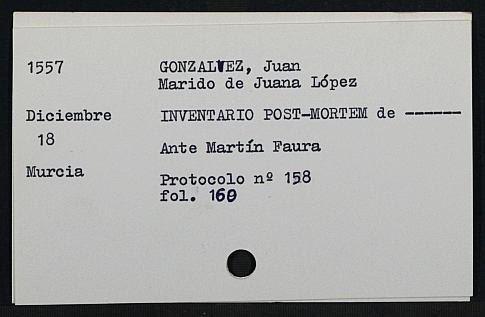 1557 GONZALVEZ, Juan
Marido de Juana López
Diciembre INVENTARIO POST-MORTEM de ------
18
Ante Martín Faura
Murcia
Protocolo nº 158
fol. 160